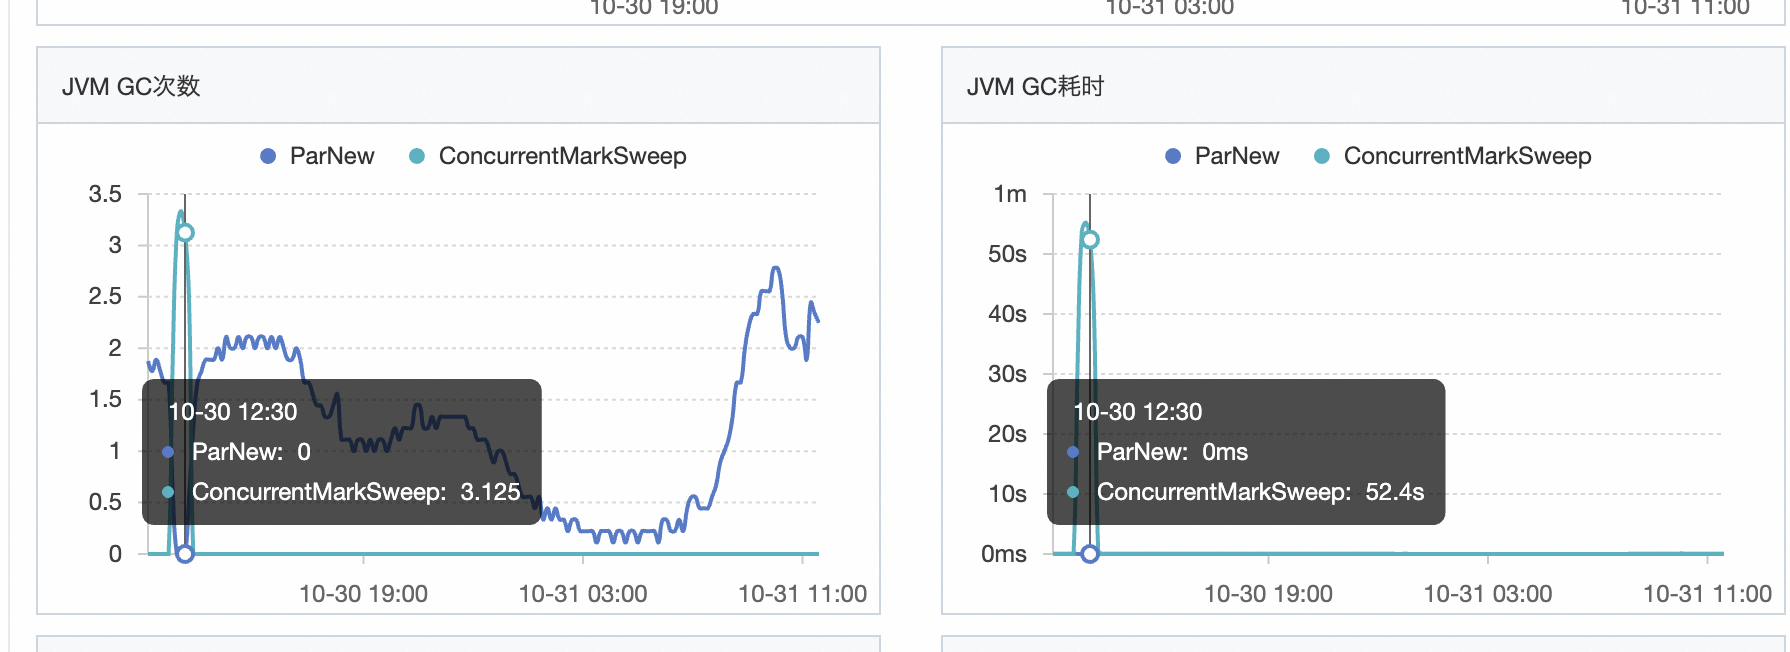 10-30 19:00 10-31 03:00 10-31 11:00
JVM GC次数
ParNew ConcurrentMarkSweep
3.5
3
2.5
2
1.5
1
0.5
0
10-30 12:30
ParNew: 0
ConcurrentMarkSweep: 3.125
10-30 19:00 10-31 03:00 10-31 11:00
JVM GC耗时
ParNew ConcurrentMarkSweep
1m
50s
40s
30s
20s
10s
0ms
10-30 12:30
ParNew: 0ms
ConcurrentMarkSweep: 52.4s
10-30 19:00 10-31 03:00 10-31 11:00